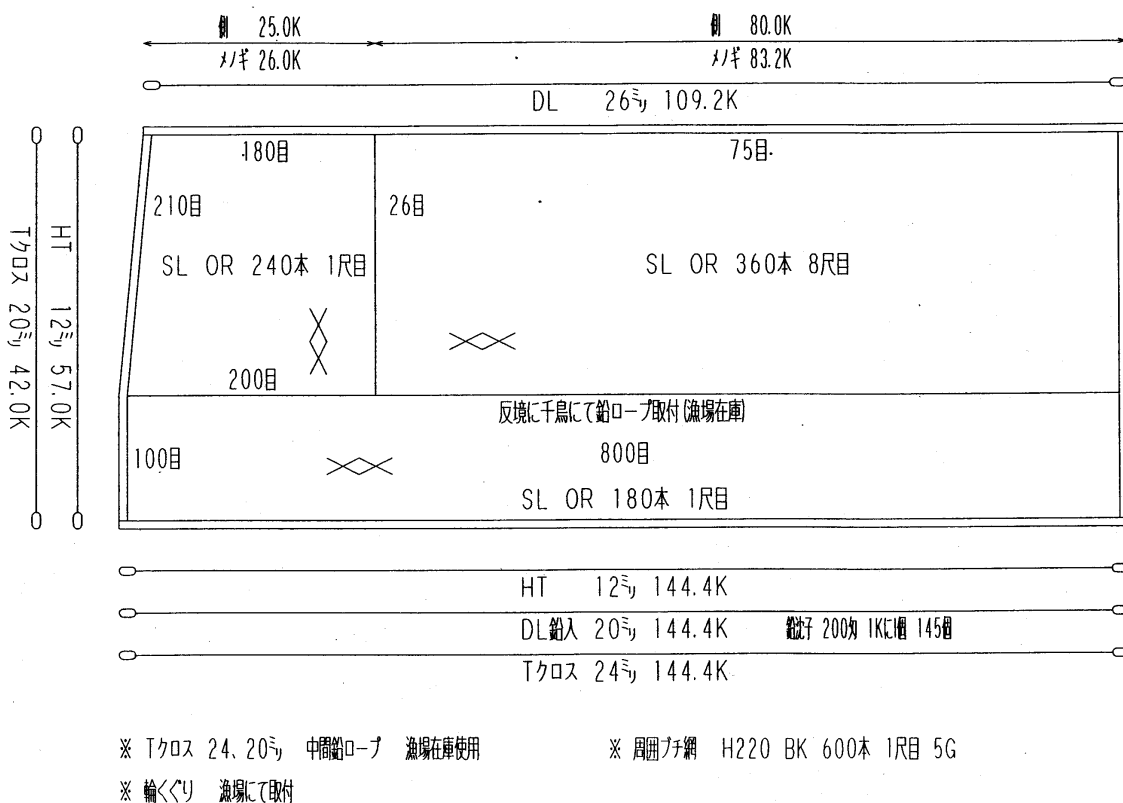 側 25.0K
側 80.0K
メノギ 26.0K
メノギ 83.2K
DL 26㍉ 109.2K
180目
75目
210目
26目
SL OR 240本 1尺目
SL OR 360本 8尺目
HT 12㍉ 57.0K
Tクロス 20㍉ 42.0K
200目
反境に千鳥にて鉛ロープ取付(漁場在庫)
100目
800目
SL OR 180本 1尺目
HT 12㍉ 144.4K
DL鉛入 20㍉ 144.4K 鉛沈子 200匁 1Kに1個 145個
Tクロス 24㍉ 144.4K
※ Tクロス 24、20㍉ 中間鉛ロープ 漁場在庫使用
※ 周囲ブチ網 H220 BK 600本 1尺目 5G
※ 輪くぐり 漁場にて取付